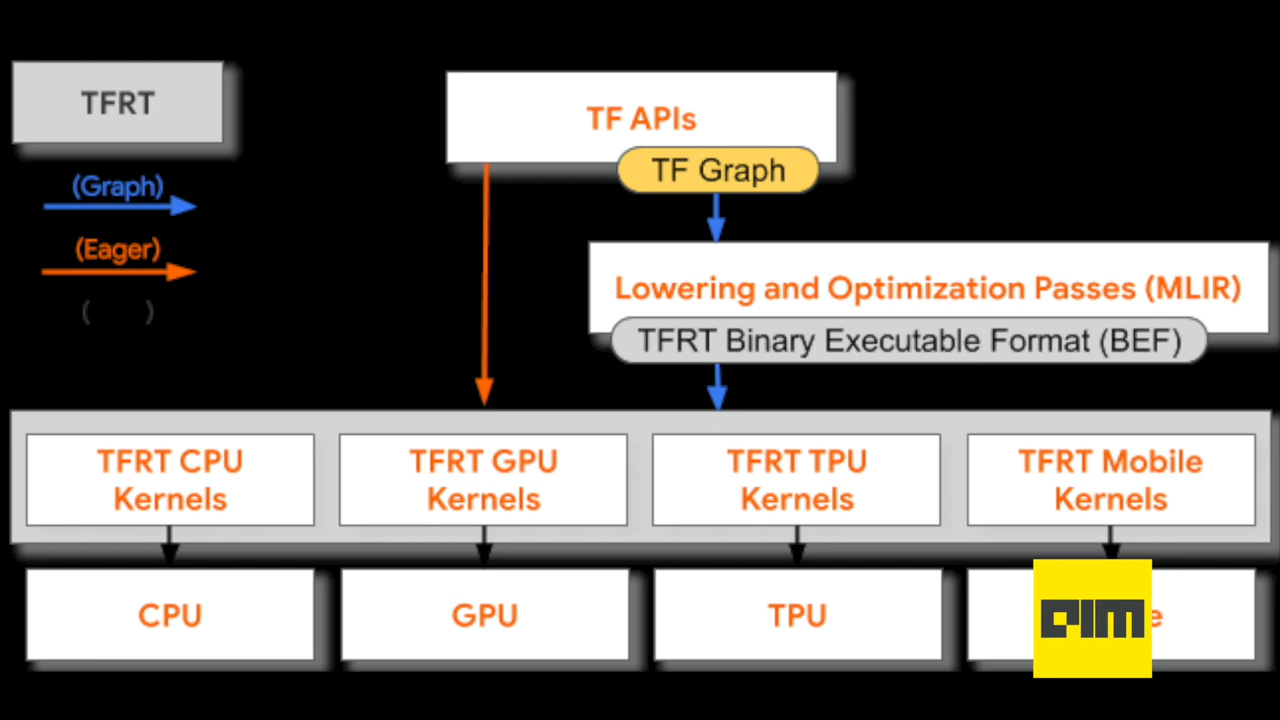 TFRT
(Graph)
(Eager)
( )
TF APIs
TF Graph
Lowering and Optimization Passes (MLIR)
TFRT Binary Executable Format (BEF)
TFRT CPU
Kernels
TFRT GPU
Kernels
TFRT TPU
Kernels
TFRT Mobile
Kernels
CPU
GPU
TPU
AIM